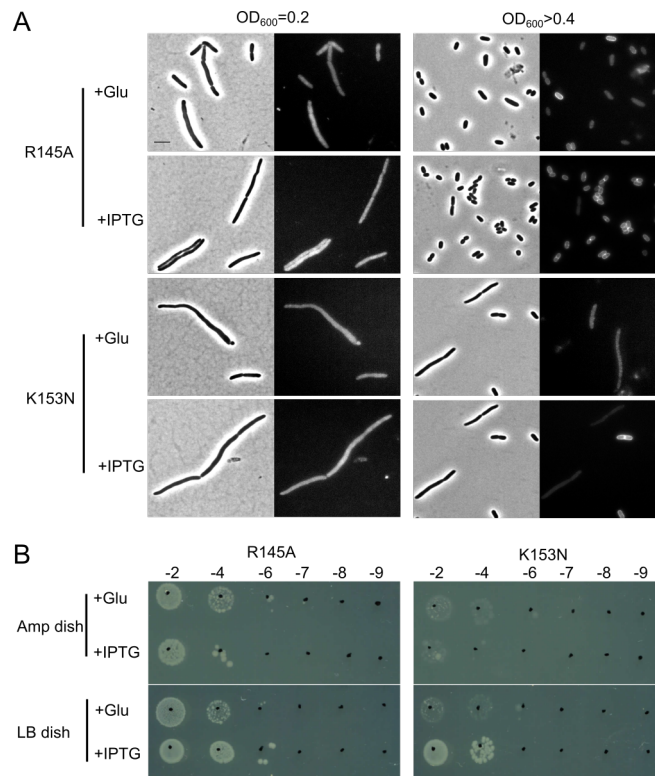 A
OD600=0.2
OD600>0.4
+Glu
R145A
+IPTG
+Glu
K153N
+IPTG
B
R145A
K153N
-2 -4 -6 -7 -8 -9
-2 -4 -6 -7 -8 -9
+Glu
Amp dish
+IPTG
+Glu
LB dish
+IPTG